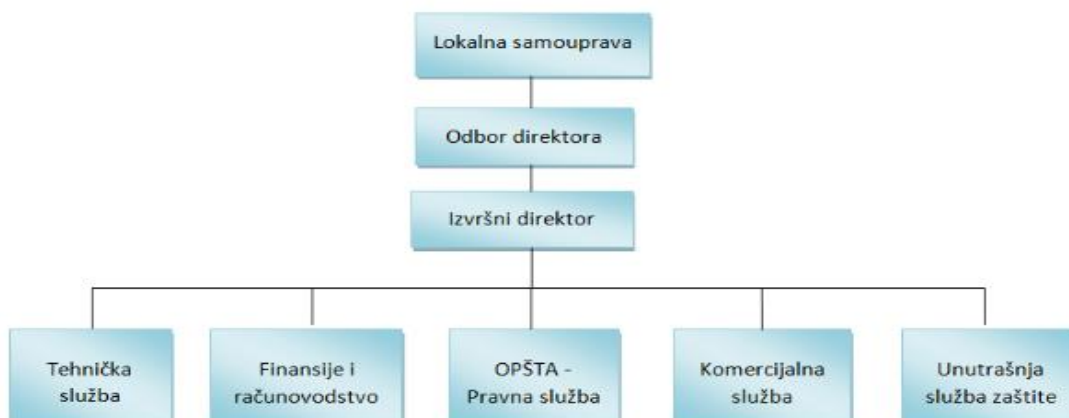 Lokalna samouprava
Odbor direktora
Izvršni direktor
Tehnička
služba
Finansije i
računovodstvo
OPŠTA -
Pravna služba
Komercijalna
služba
Unutrašnja
služba zaštite